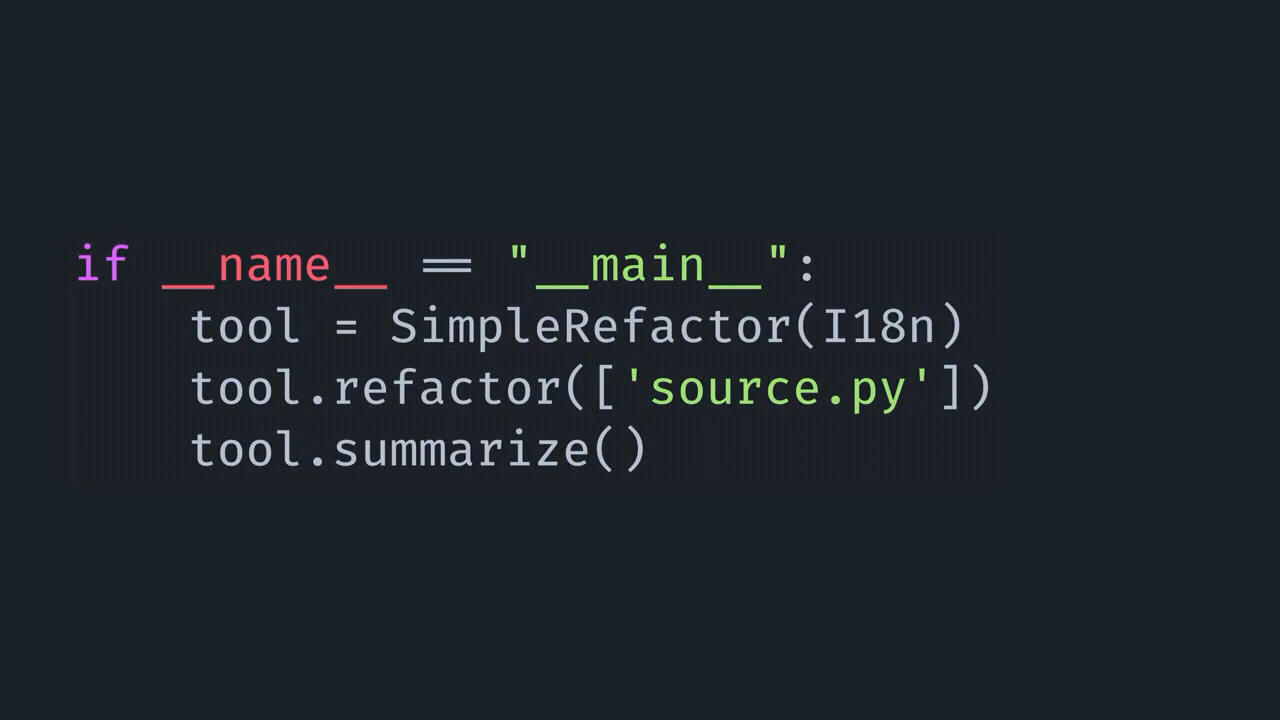 if __name__ == "__main__":
    tool = SimpleRefactor(I18n)
    tool.refactor(['source.py'])
    tool.summarize()